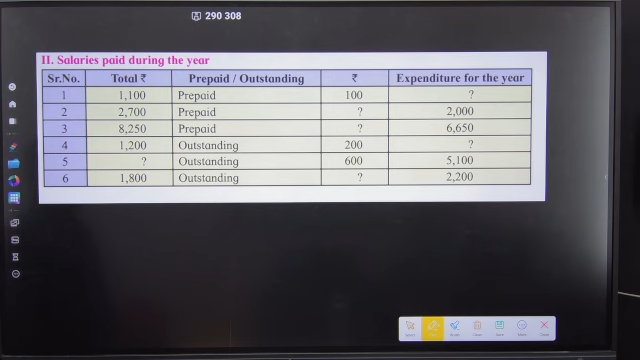 290 308
II. Salaries paid during the year
Sr.No. Total ₹ Prepaid / Outstanding ₹ Expenditure for the year
1 1,100 Prepaid 100 ?
2 2,700 Prepaid ? 2,000
3 8,250 Prepaid ? 6,650
4 1,200 Outstanding 200 ?
5 ? Outstanding 600 5,100
6 1,800 Outstanding ? 2,200